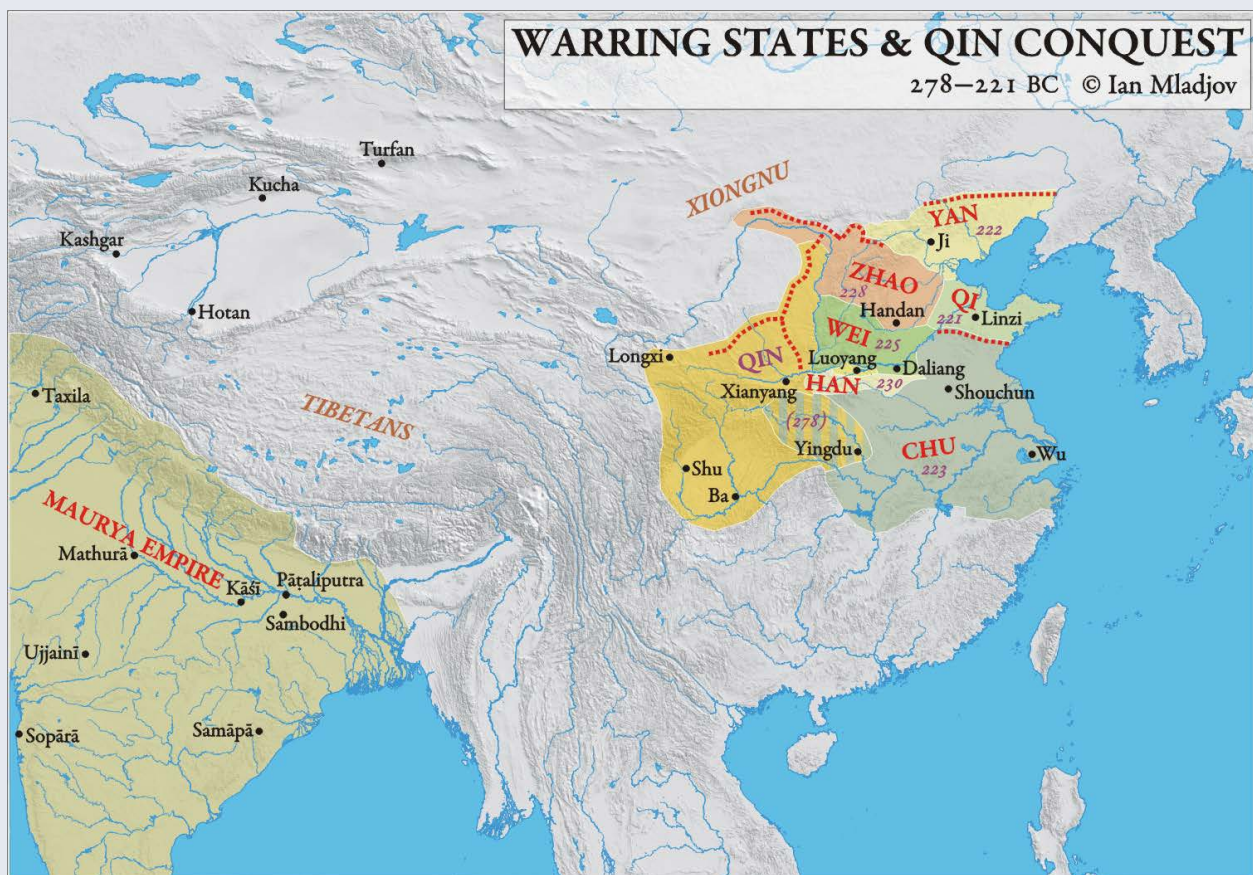 WARRING STATES & QIN CONQUEST
278–221 BC © Ian Mladjov
Turfan
Kucha
XIONGNU
Kashgar
YAN
222
Ji
Hotan
ZHAO
228
Handan
QI
221
Linzi
WEI 225
Longxi
QIN
Luoyang
Daliang
Xianyang
HAN
230
Shouchun
Taxila
TIBETANS
(278)
Yingdu
CHU
223
Wu
Shu
Ba
MAURYA EMPIRE
Mathurā
Kāśī
Pāṭaliputra
Sambodhi
Ujjainī
Sopārā
Samāpā